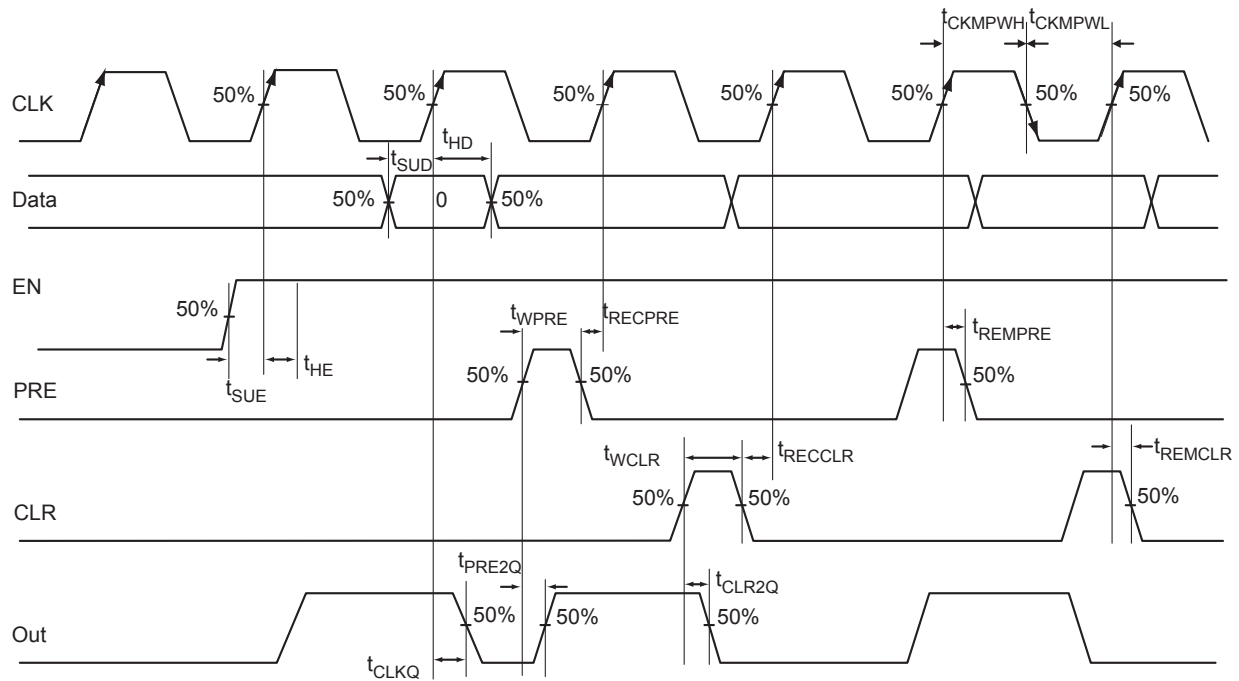 tCKMPWH tCKMPWL
CLK 50% 50% 50% 50% 50% 50% 50%
tSUD tHD
Data 50% 0 50%
EN
50%
tSUE tHE tWPRE tRECPRE tREMPRE
PRE 50% 50% 50%
tWCLR tRECCLR tREMCLR
CLR 50% 50% 50%
tPRE2Q tCLR2Q
Out 50% 50% 50%
tCLKQ